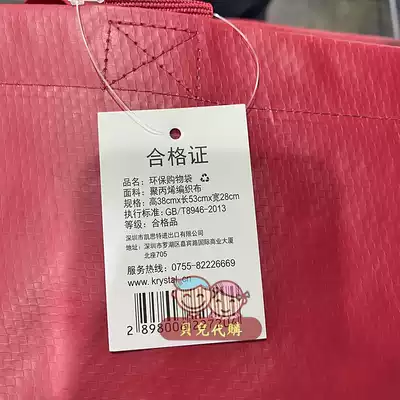 合格证
品名：环保购物袋
面料：聚丙烯编织布
规格：高38cmx长53cmx宽28cm
执行标准：GB/T8946-2013
等级：合格品
深圳市凯思特进出口有限公司
地址：深圳市罗湖区嘉宾路国际商业大厦
北座705
服务热线：0755-82226669
www.krystal.cn
贝兒代購